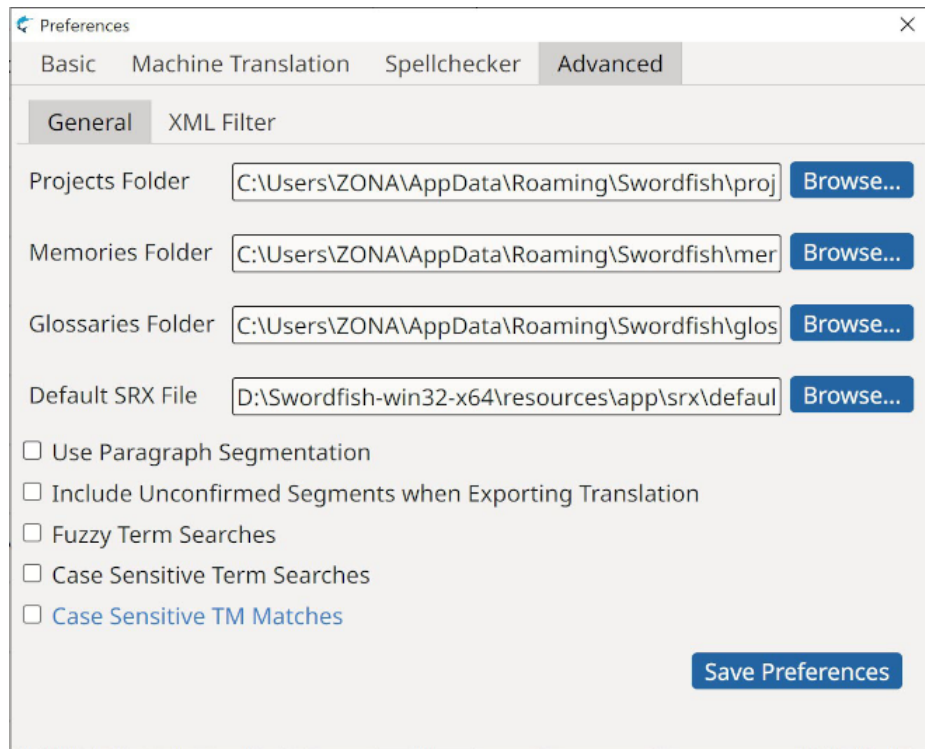 Preferences
Basic Machine Translation Spellchecker Advanced
General XML Filter
Projects Folder C:\Users\ZONA\AppData\Roaming\Swordfish\proj Browse...
Memories Folder C:\Users\ZONA\AppData\Roaming\Swordfish\mer Browse...
Glossaries Folder C:\Users\ZONA\AppData\Roaming\Swordfish\glos Browse...
Default SRX File D:\Swordfish-win32-x64\resources\app\srx\defaul Browse...
Use Paragraph Segmentation
Include Unconfirmed Segments when Exporting Translation
Fuzzy Term Searches
Case Sensitive Term Searches
Case Sensitive TM Matches
Save Preferences